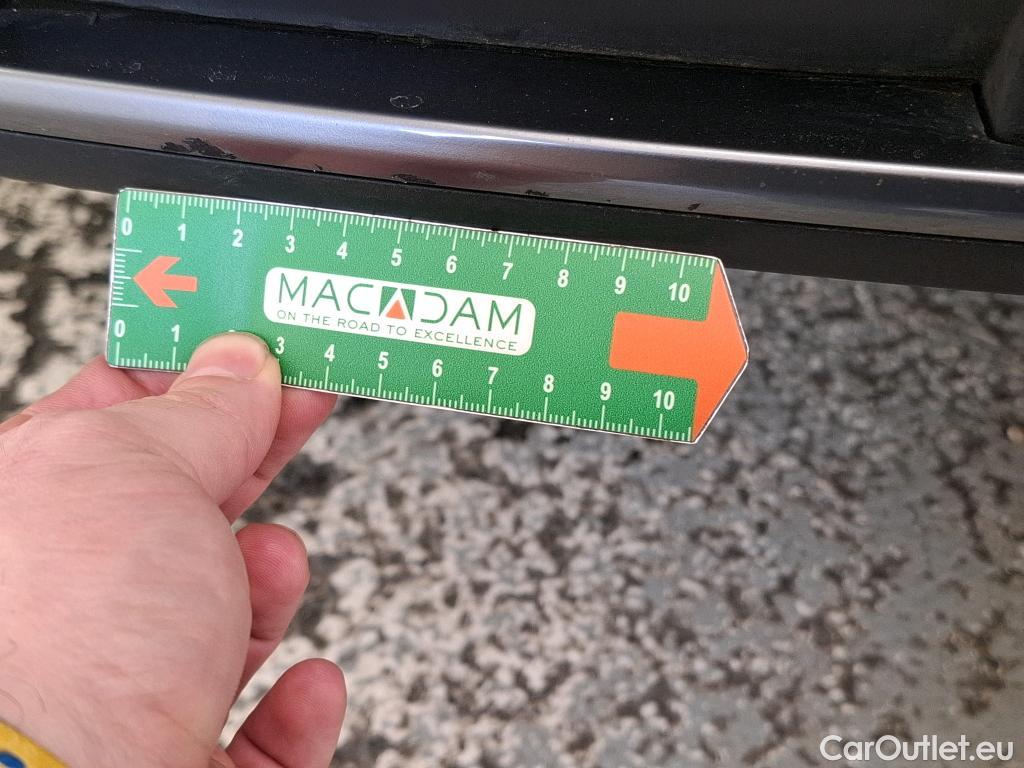 0 1 2 3 4 5 6 7 8 9 10
MACADAM
ON THE ROAD TO EXCELLENCE
0 1 3 4 5 6 7 8 9 10
CarOutlet.eu